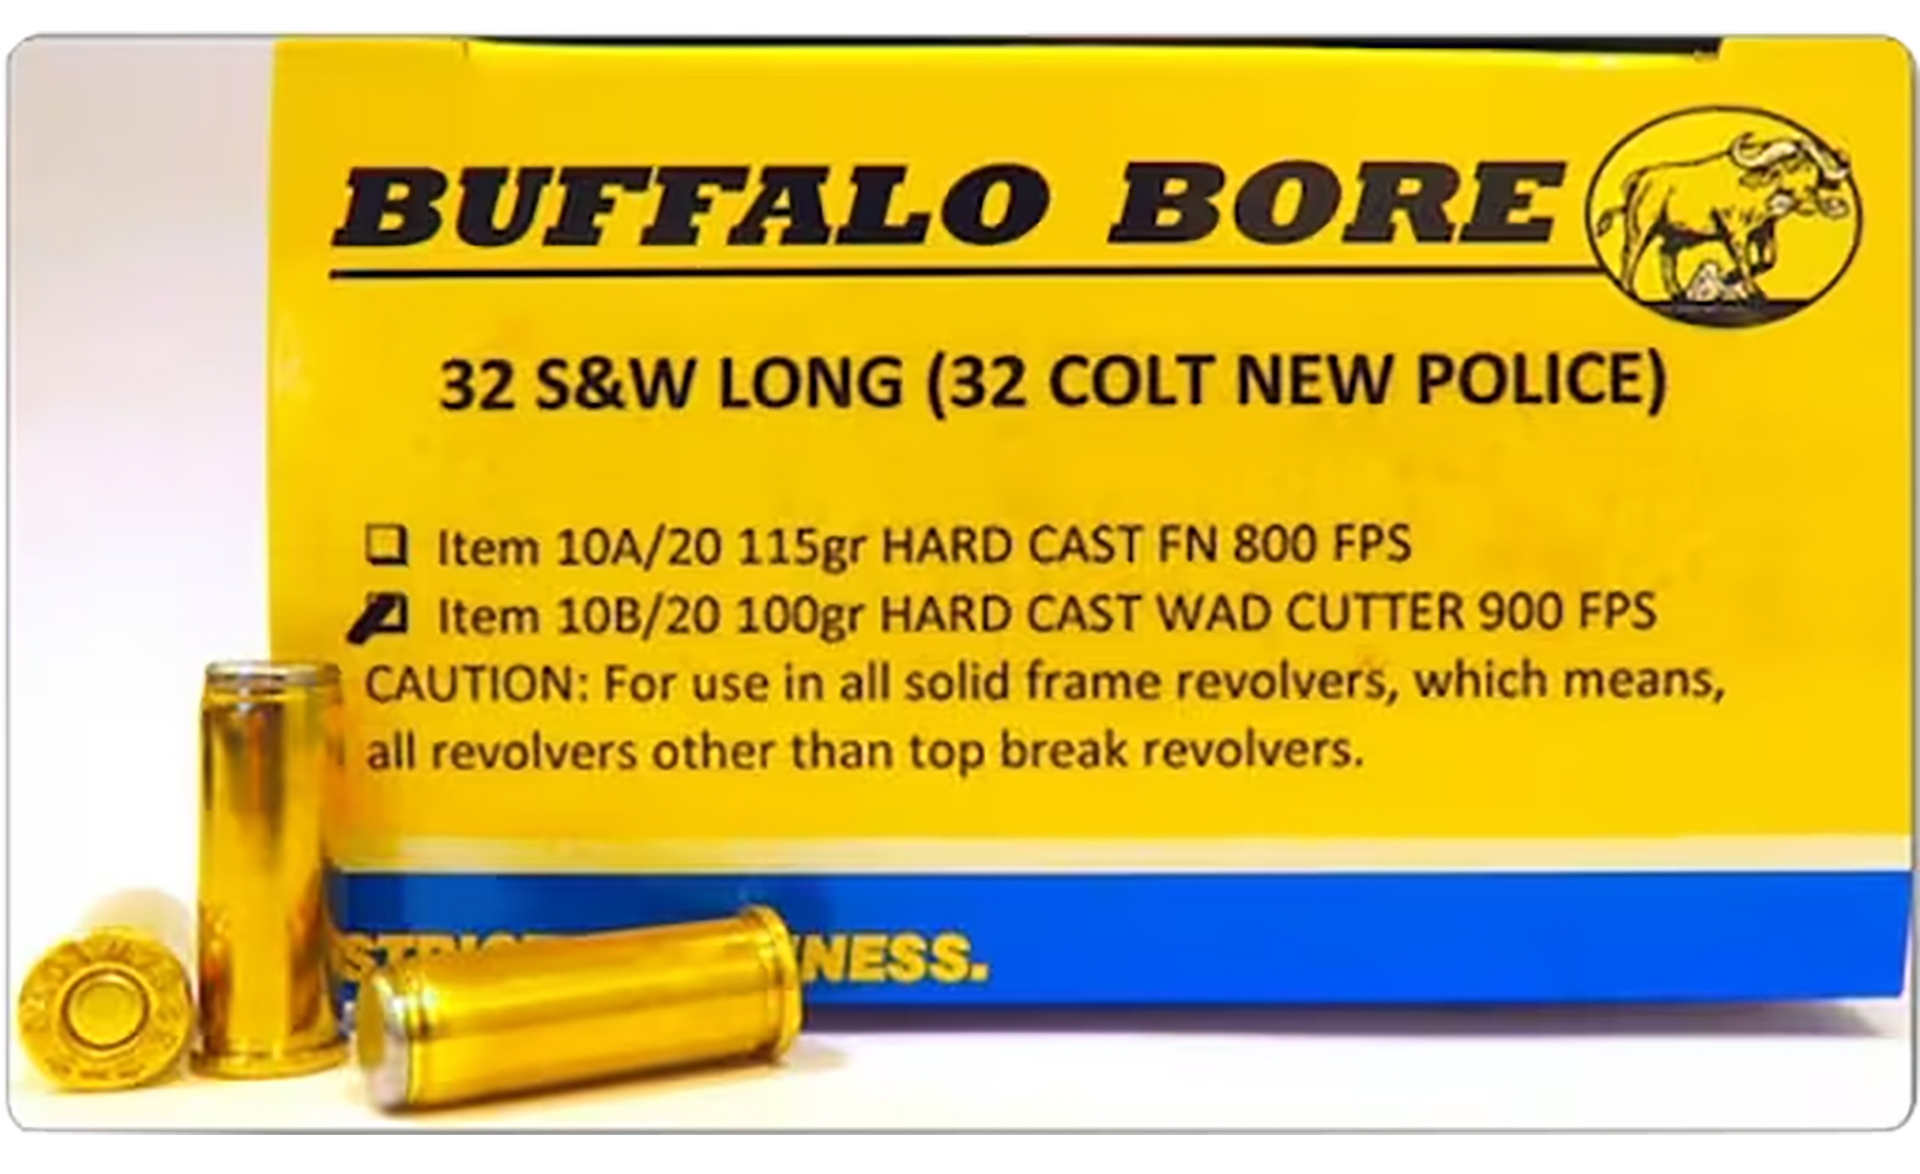 BUFFALO BORE
32 S&W LONG (32 COLT NEW POLICE)
Item 10A/20 115gr HARD CAST FN 800 FPS
Item 10B/20 100gr HARD CAST WAD CUTTER 900 FPS
CAUTION: For use in all solid frame revolvers, which means,
all revolvers other than top break revolvers.